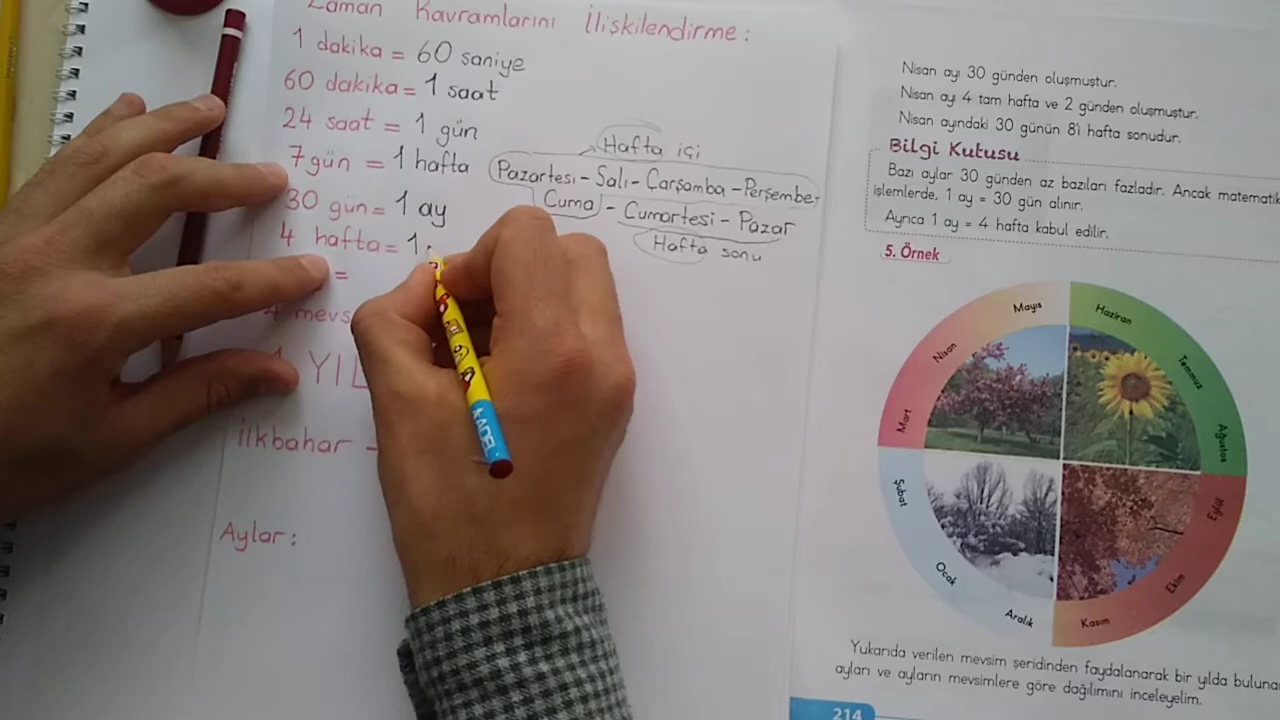 Zaman Kavramlarını İlişkilendirme:
1 dakika = 60 saniye
60 dakika = 1 saat
24 saat = 1 gün
7 gün = 1 hafta
30 gün = 1 ay
4 hafta = 1
=
4 mevs
YIL
İlkbahar -
Aylar:
Hafta içi
Pazartesi - Salı - Çarşamba - Perşembe -
Cuma - Cumartesi - Pazar
Hafta sonu
ADEL
Nisan ayı 30 günden oluşmuştur.
Nisan ayı 4 tam hafta ve 2 günden oluşmuştur.
Nisan ayındaki 30 günün 8'i hafta sonudur.
Bilgi Kutusu
Bazı aylar 30 günden az bazıları fazladır. Ancak matematik
işlemlerde, 1 ay = 30 gün alınır.
Ayrıca 1 ay = 4 hafta kabul edilir.
5. Örnek
Mayıs
Haziran
Nisan
Temmuz
Mart
Ağustos
Şubat
Eylül
Ocak
Ekim
Aralık
Kasım
Yukarıda verilen mevsim şeridinden faydalanarak bir yılda buluna
ayları ve ayların mevsimlere göre dağılımını inceleyelim.
214